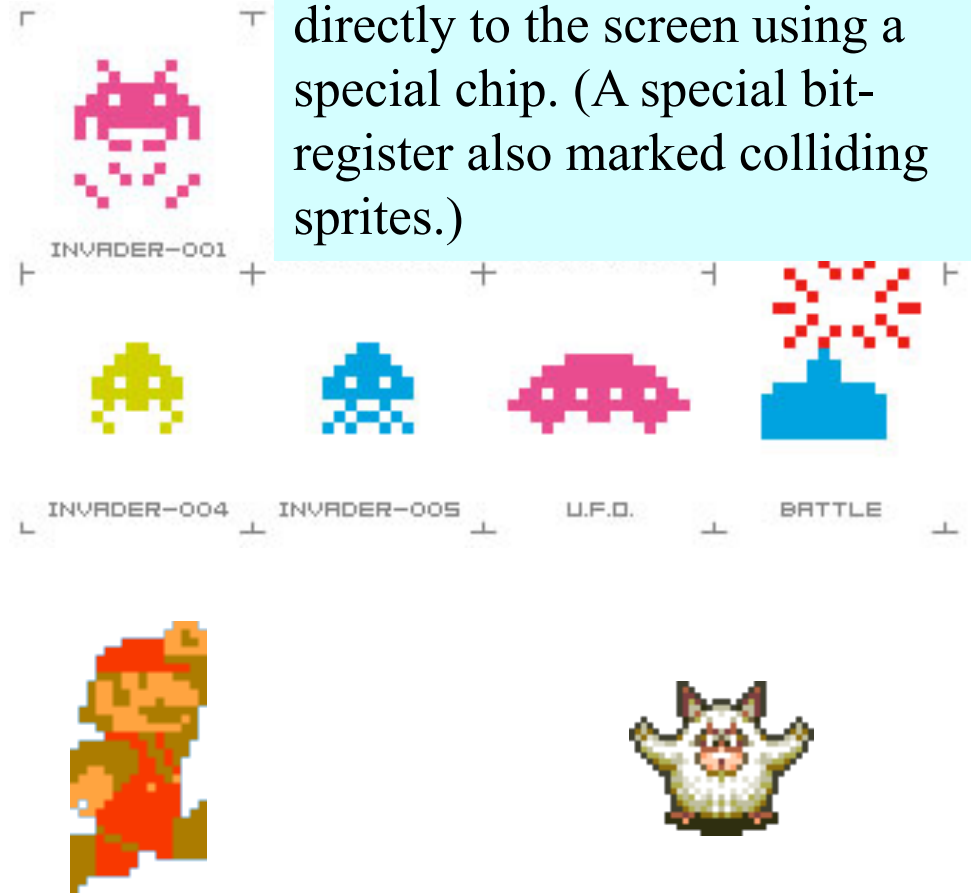 directly to the screen using a
special chip. (A special bit-
register also marked colliding
sprites.)
INVADER-001
INVADER-004 INVADER-005 U.F.O. BATTLE